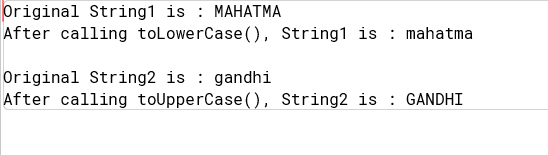 Original String1 is : MAHATMA
After calling toLowerCase(), String1 is : mahatma
Original String2 is : gandhi
After calling toUpperCase(), String2 is : GANDHI